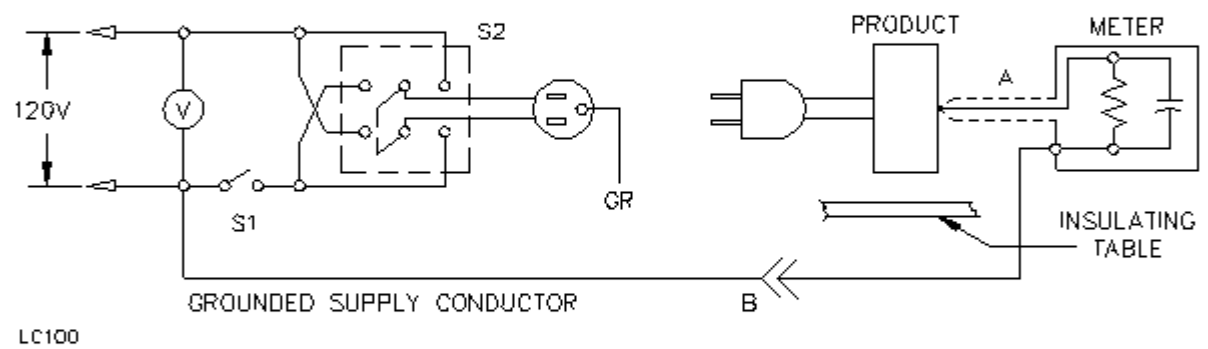 PRODUCT
METER
S2
A
120V
V
GR
S1
INSULATING
TABLE
GROUNDED SUPPLY CONDUCTOR
B
LC100